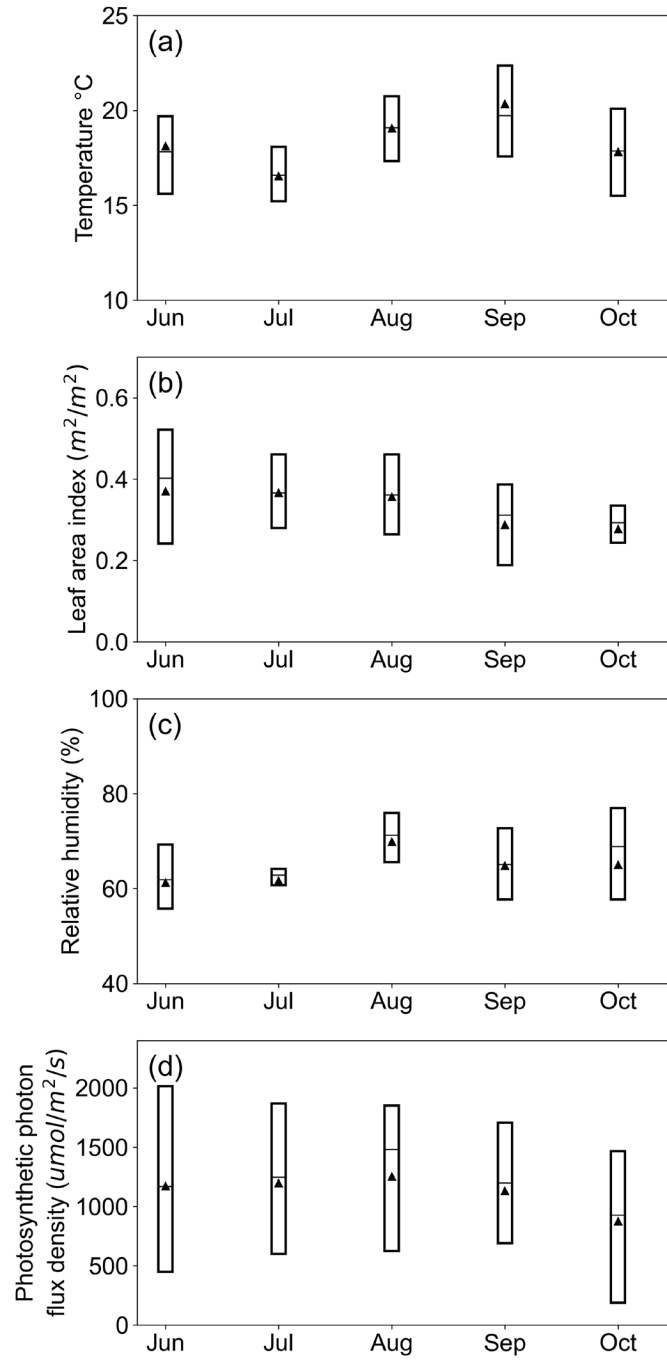 (a)
Temperature °C
25
20
15
10
Jun Jul Aug Sep Oct
(b)
Leaf area index (m²/m²)
0.6
0.4
0.2
0.0
Jun Jul Aug Sep Oct
(c)
Relative humidity (%)
100
80
60
40
Jun Jul Aug Sep Oct
(d)
Photosynthetic photon
flux density (umol/m²/s)
2000
1500
1000
500
0
Jun Jul Aug Sep Oct